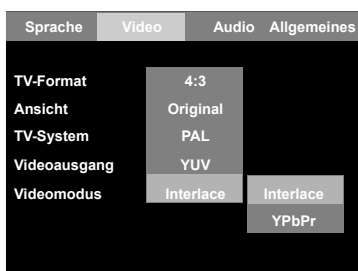 Sprache Video Audio Allgemeines
TV-Format 4:3
Ansicht Original
TV-System PAL
Videoausgang YUV
Videomodus Interlace Interlace
YPbPr